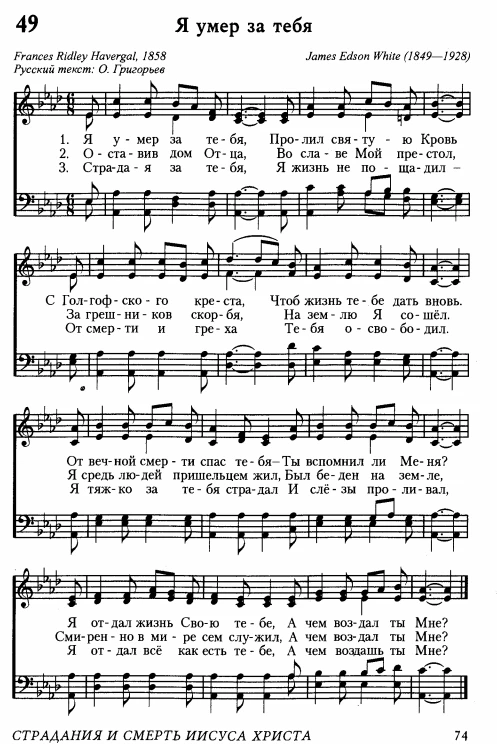 49 Я умер за тебя
Frances Ridley Havergal, 1858 James Edson White (1849—1928)
Русский текст: О. Григорьев
1. Я у - мер за те - бя, Про - лил свя - ту - ю Кровь
2. О - ста - вив дом От - ца, Во сла - ве Мой пре - стол,
3. Стра - да - я за те - бя, Я жизнь не по - ща - дил –
С Гол - гоф - ско - го кре - ста, Чтоб жизнь те - бе дать вновь.
За греш - ни - ков скор - бя, На зем - лю Я со - шёл.
От смер - ти и гре - ха Те - бя о - сво - бо - дил.
От веч - ной смер - ти спас те - бя– Ты вспомнил ли Ме - ня?
Я средь лю - дей пришельцем жил, Был бе - ден на зем - ле,
Я тяж - ко за те - бя стра - дал И слё - зы про - ли - вал,
Я от - дал жизнь Сво - ю те - бе, А чем воз - дал ты Мне?
Сми - рен - но в ми - ре сем слу - жил, А чем воз - дал ты Мне?
Я от - дал всё как есть те - бе, А чем воздашь ты Мне?
СТРАДАНИЯ И СМЕРТЬ ИИСУСА ХРИСТА 74